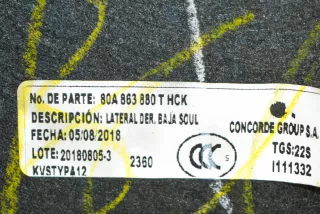 No. DE PARTE: 80A 863 880 T HCK
DESCRIPCIÓN: LATERAL DER. BAJA SOUL
FECHA: 05/08/2018
LOTE: 20180805-3 2360
KVSTYPA12
CCC S
CONCORDE GROUP S.A.
TGS:22S
I111332